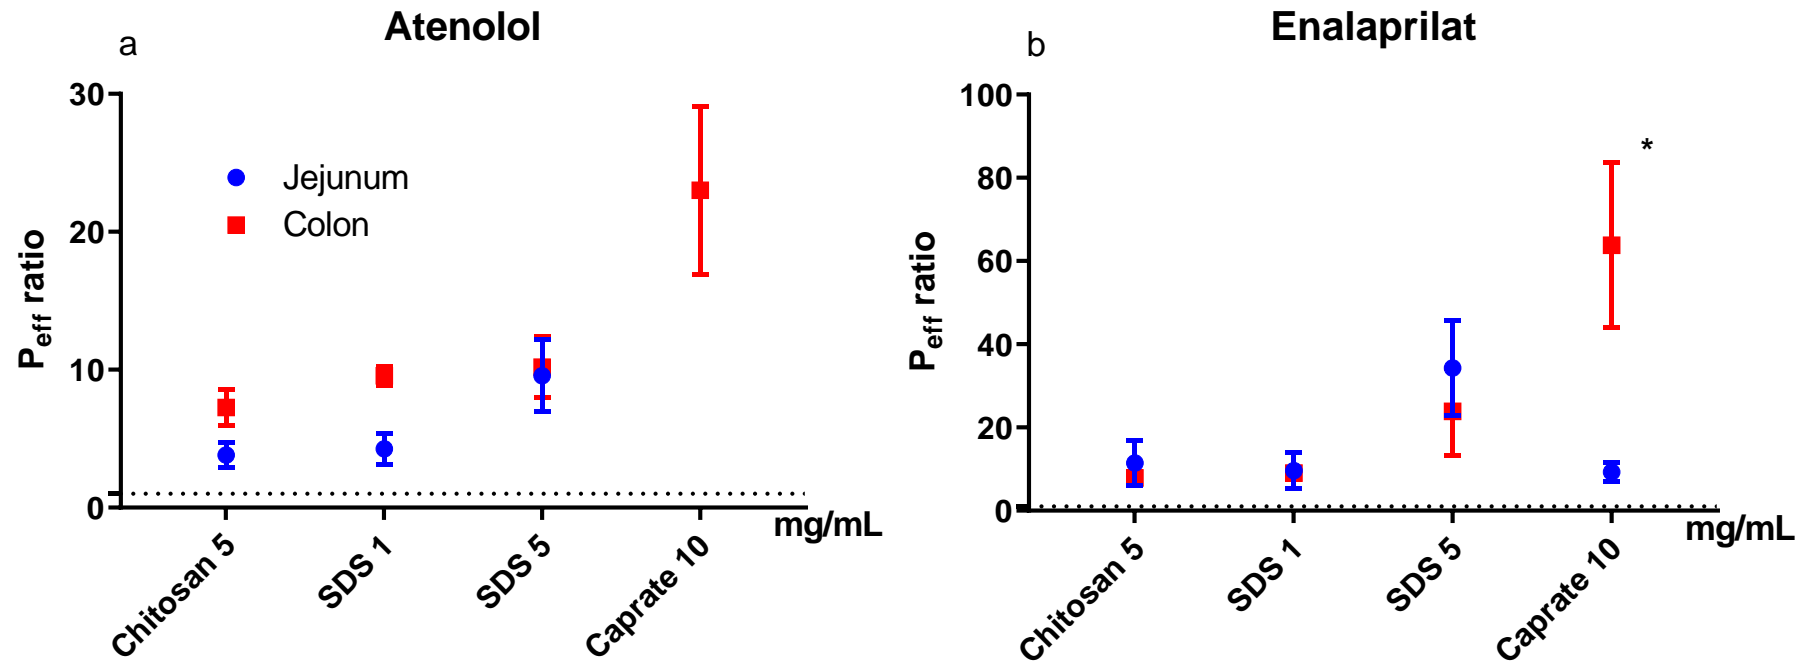 a
Atenolol
30
20
10
0
Peff ratio
Jejunum
Colon
Chitosan 5
SDS 1
SDS 5
Caprate 10
mg/mL
b
Enalaprilat
100
80
60
40
20
0
Peff ratio
*
Chitosan 5
SDS 1
SDS 5
Caprate 10
mg/mL